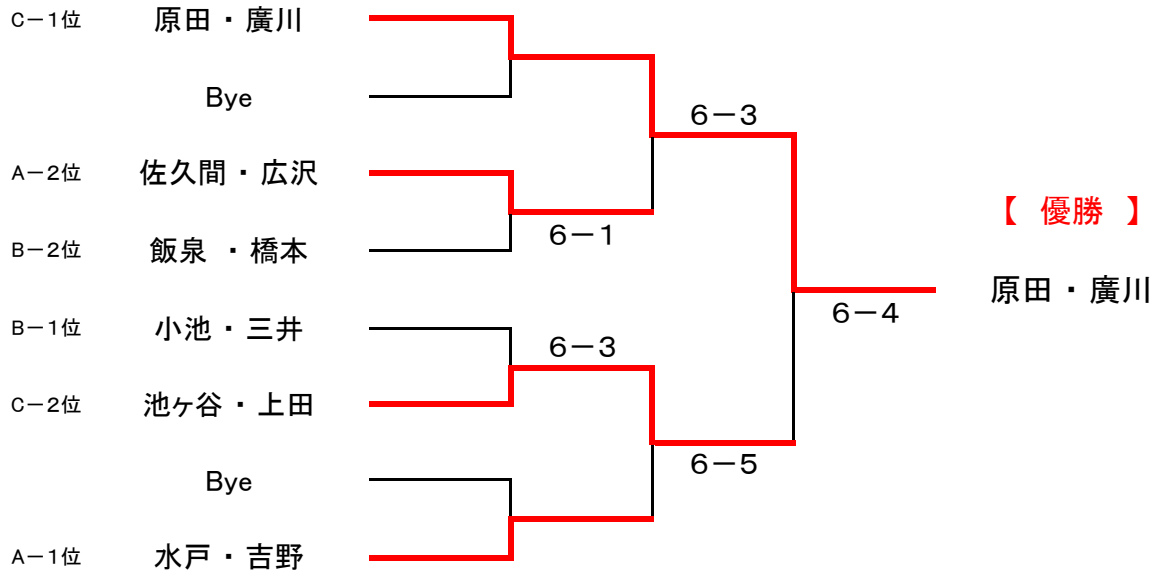 C－1位 原田・廣川
Bye
6－3
A－2位 佐久間・広沢
【 優勝 】
6－1
B－2位 飯泉 ・橋本
原田・廣川
6－4
B－1位 小池・三井
6－3
C－2位 池ヶ谷・上田
6－5
Bye
A－1位 水戸・吉野